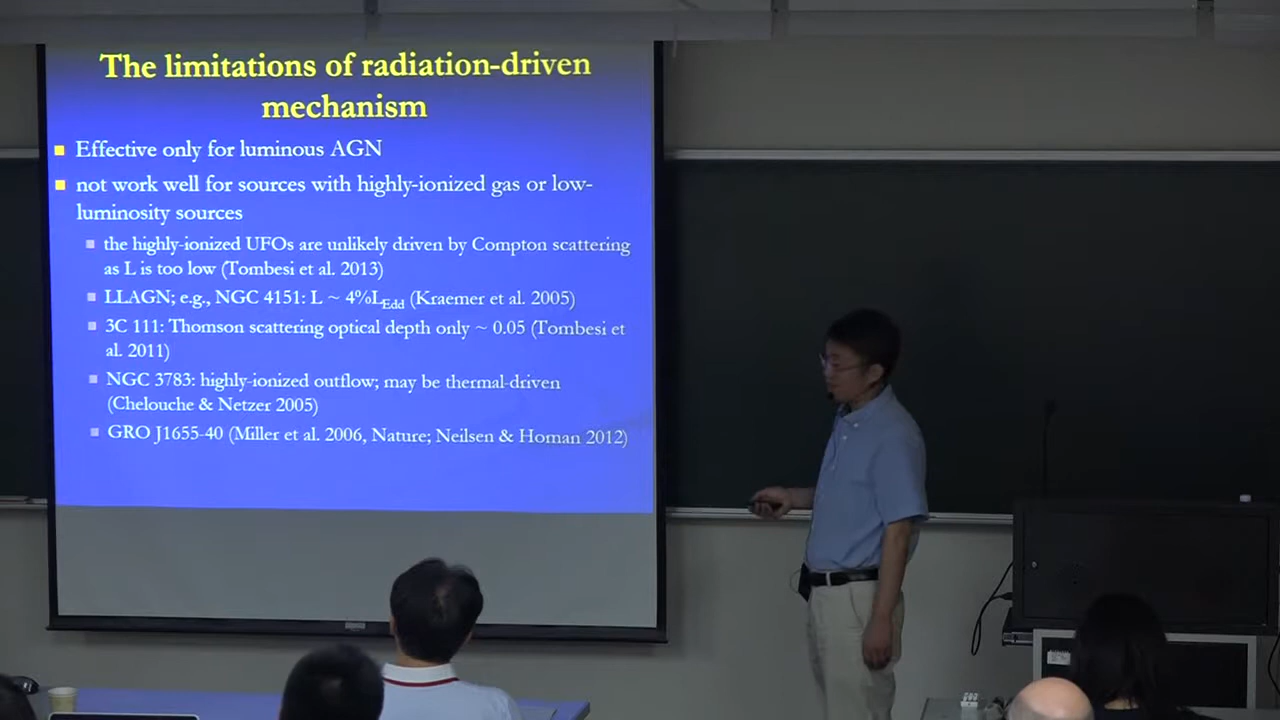 The limitations of radiation-driven
mechanism
Effective only for luminous AGN
not work well for sources with highly-ionized gas or low-
luminosity sources
the highly-ionized UFOs are unlikely driven by Compton scattering
as L is too low (Tombesi et al. 2013)
LLAGN; e.g., NGC 4151: L ~ 4%LEdd (Kraemer et al. 2005)
3C 111: Thomson scattering optical depth only ~ 0.05 (Tombesi et
al. 2011)
NGC 3783: highly-ionized outflow; may be thermal-driven
(Chelouche & Netzer 2005)
GRO J1655-40 (Miller et al. 2006, Nature; Neilsen & Homan 2012)